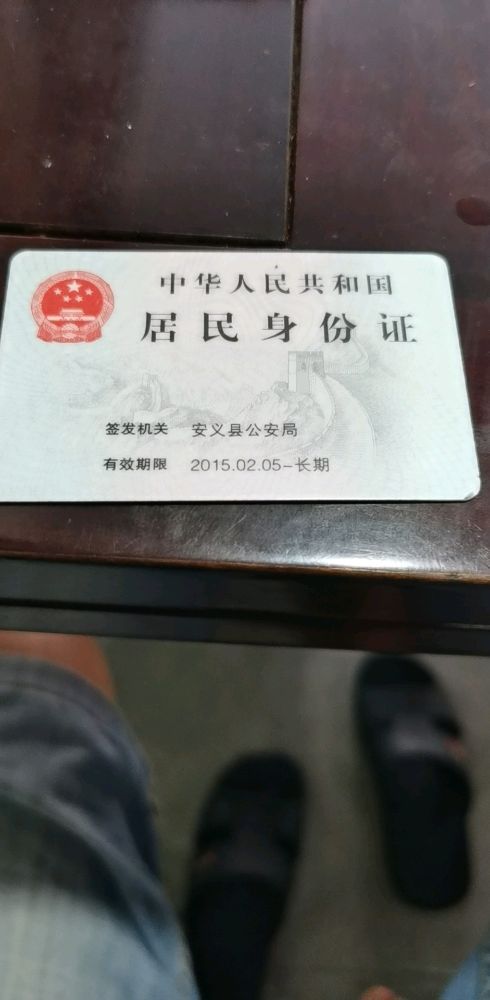 中华人民共和国
居民身份证
签发机关 安义县公安局
有效期限 2015.02.05-长期